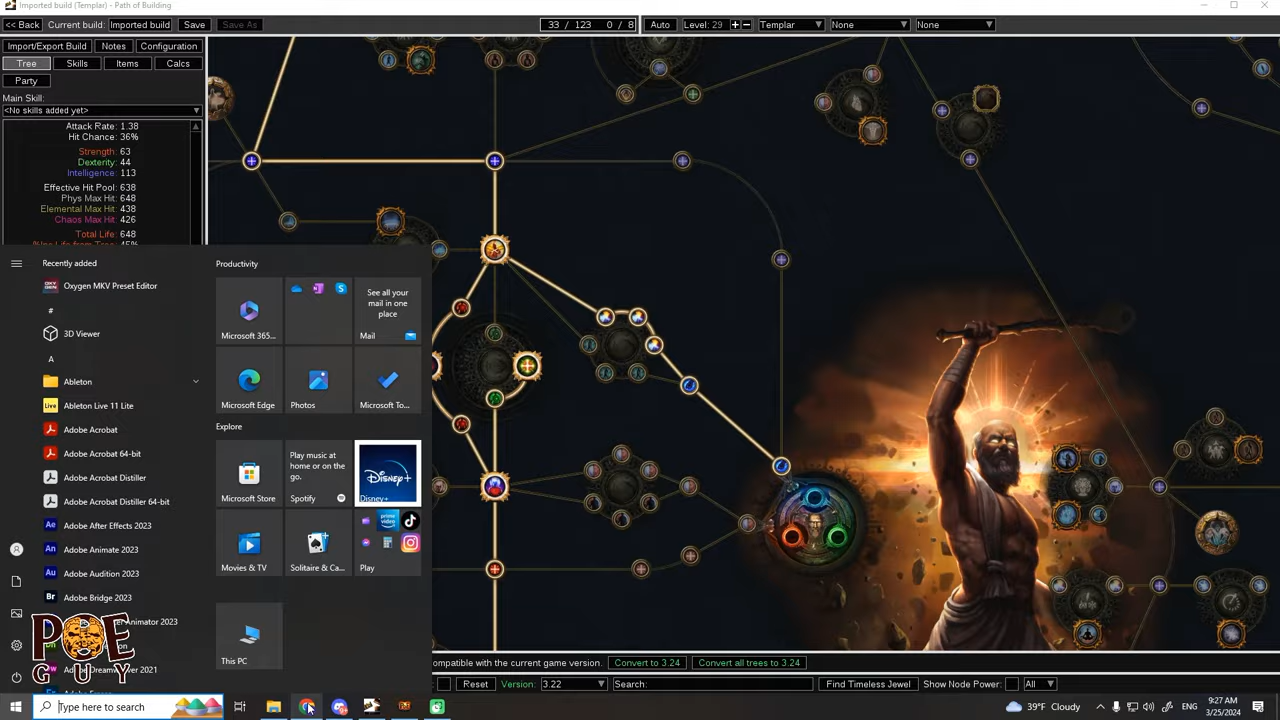 Imported build (Templar) - Path of Building
<< Back Current build: Imported build Save Save As 33 / 123 0 / 8 Auto Level: 29 Templar None None
Import/Export Build Notes Configuration
Tree Skills Items Calcs
Party
Main Skill:
<No skills added yet>
Attack Rate: 1.38
Hit Chance: 36%
Strength: 63
Dexterity: 44
Intelligence: 113
Effective Hit Pool: 638
Phys Max Hit: 648
Elemental Max Hit: 438
Chaos Max Hit: 426
Total Life: 648
Recently added
Oxygen MKV Preset Editor
#
3D Viewer
A
Ableton
Ableton Live 11 Lite
Adobe Acrobat
Adobe Acrobat 64-bit
Adobe Acrobat Distiller
Adobe Acrobat Distiller 64-bit
Adobe After Effects 2023
Adobe Animate 2023
Adobe Audition 2023
Adobe Bridge 2023
Productivity
Microsoft 365...
See all your mail in one place
Mail
Microsoft Edge
Photos
Microsoft To...
Explore
Microsoft Store
Play music at home or on the go.
Spotify
Disney+
Disney+
Movies & TV
Solitaire & Ca...
prime video
Play
This PC
POE
GUY
ompatible with the current game version. Convert to 3.24 Convert all trees to 3.24
Reset Version: 3.22 Search: Find Timeless Jewel Show Node Power: All
Type here to search
39°F Cloudy
ENG
9:27 AM
3/25/2024